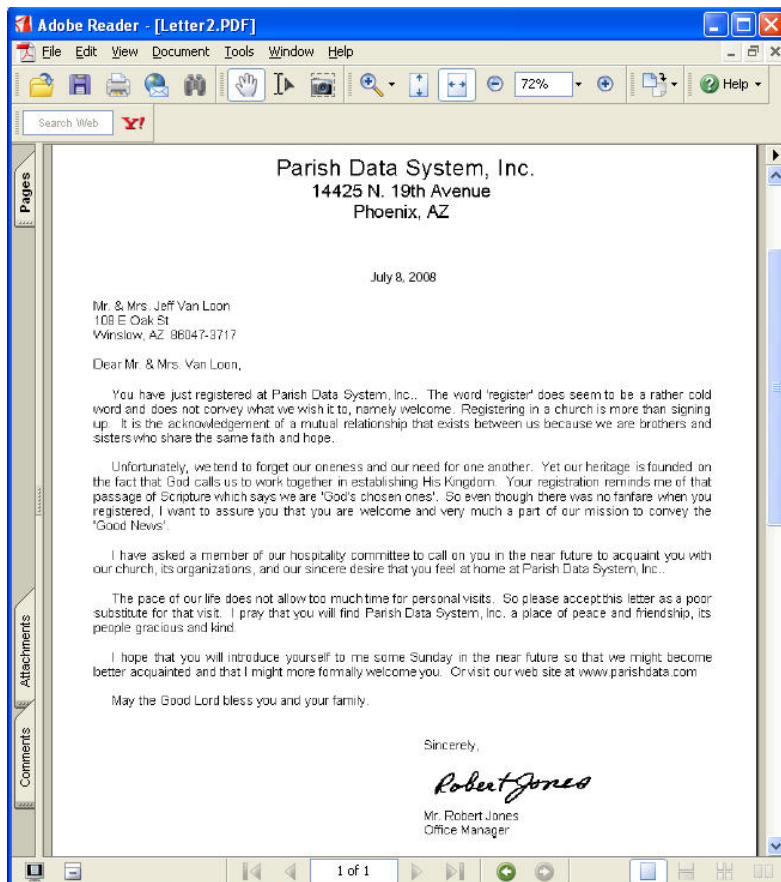 Adobe Reader - [Letter2.PDF]
File Edit View Document Tools Window Help
72%
Help
Search Web Y!
Pages
Attachments
Comments
Parish Data System, Inc.
14425 N. 19th Avenue
Phoenix, AZ
July 8, 2008
Mr. & Mrs. Jeff Van Loon
108 E Oak St
Winslow, AZ 86047-3717
Dear Mr. & Mrs. Van Loon,
You have just registered at Parish Data System, Inc.. The word 'register' does seem to be a rather cold
word and does not convey what we wish it to, namely welcome. Registering in a church is more than signing
up. It is the acknowledgement of a mutual relationship that exists between us because we are brothers and
sisters who share the same faith and hope.
Unfortunately, we tend to forget our oneness and our need for one another. Yet our heritage is founded on
the fact that God calls us to work together in establishing His Kingdom. Your registration reminds me of that
passage of Scripture which says we are 'God's chosen ones'. So even though there was no fanfare when you
registered, I want to assure you that you are welcome and very much a part of our mission to convey the
'Good News'.
I have asked a member of our hospitality committee to call on you in the near future to acquaint you with
our church, its organizations, and our sincere desire that you feel at home at Parish Data System, Inc..
The pace of our life does not allow too much time for personal visits. So please accept this letter as a poor
substitute for that visit. I pray that you will find Parish Data System, Inc. a place of peace and friendship, its
people gracious and kind.
I hope that you will introduce yourself to me some Sunday in the near future so that we might become
better acquainted and that I might more formally welcome you. Or visit our web site at www.parishdata.com
May the Good Lord bless you and your family.
Sincerely,
Robert Jones
Mr. Robert Jones
Office Manager
1 of 1